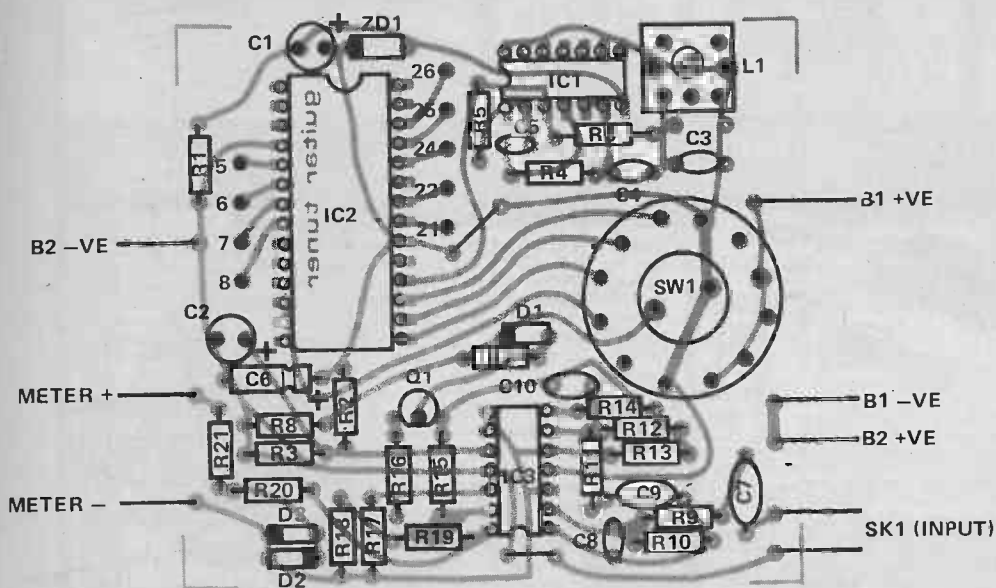 C1
+
ZD1
26
IC1
L1
25
R5
C3
R1
5
24
R4
6
22
B1 +VE
IC2
guitar tnuer
B2 −VE
7
21
8
SW1
C2
+
D1
C6
+
Q1
C10
METER +
R2
R14
B1 −VE
R8
R12
R21
R3
R13
B2 +VE
R16
R15
IC3
R11
R20
C9
C7
METER −
R9
SK1 (INPUT)
R17
R19
C8
R10
D2